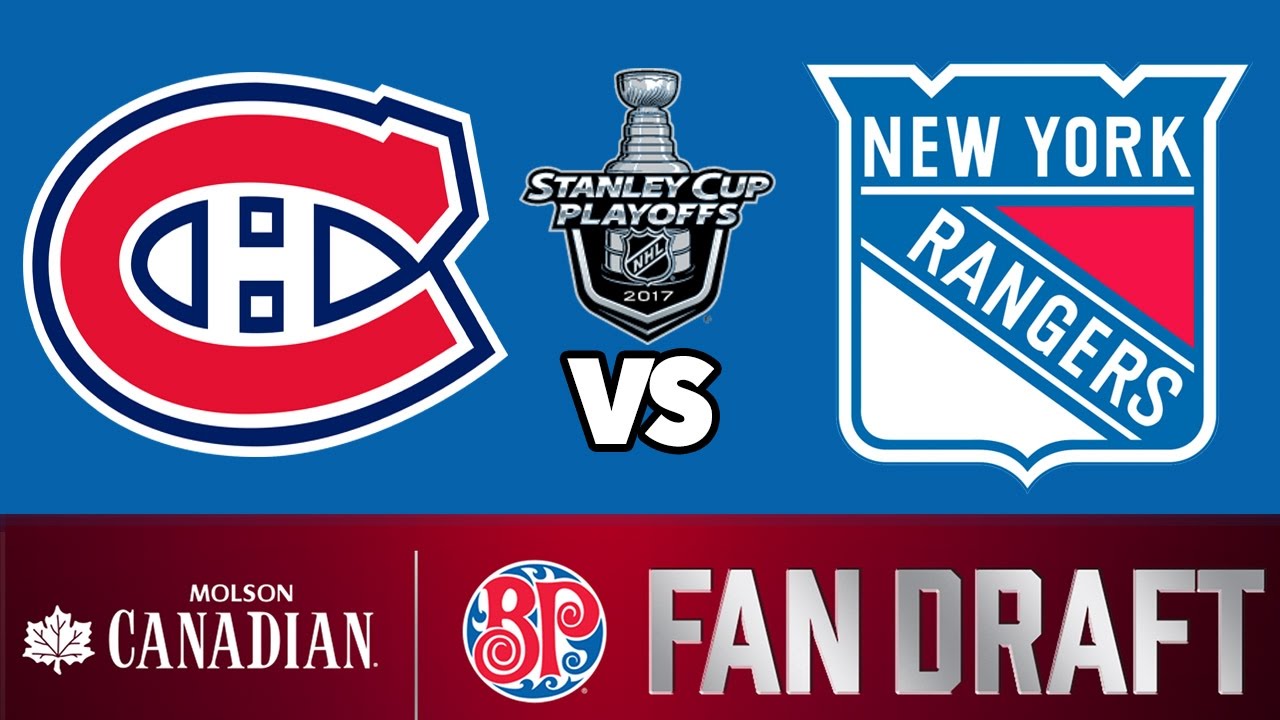 STANLEY CUP
PLAYOFFS
NHL
2017
VS
NEW YORK
RANGERS
MOLSON
CANADIAN.
BP
FAN DRAFT